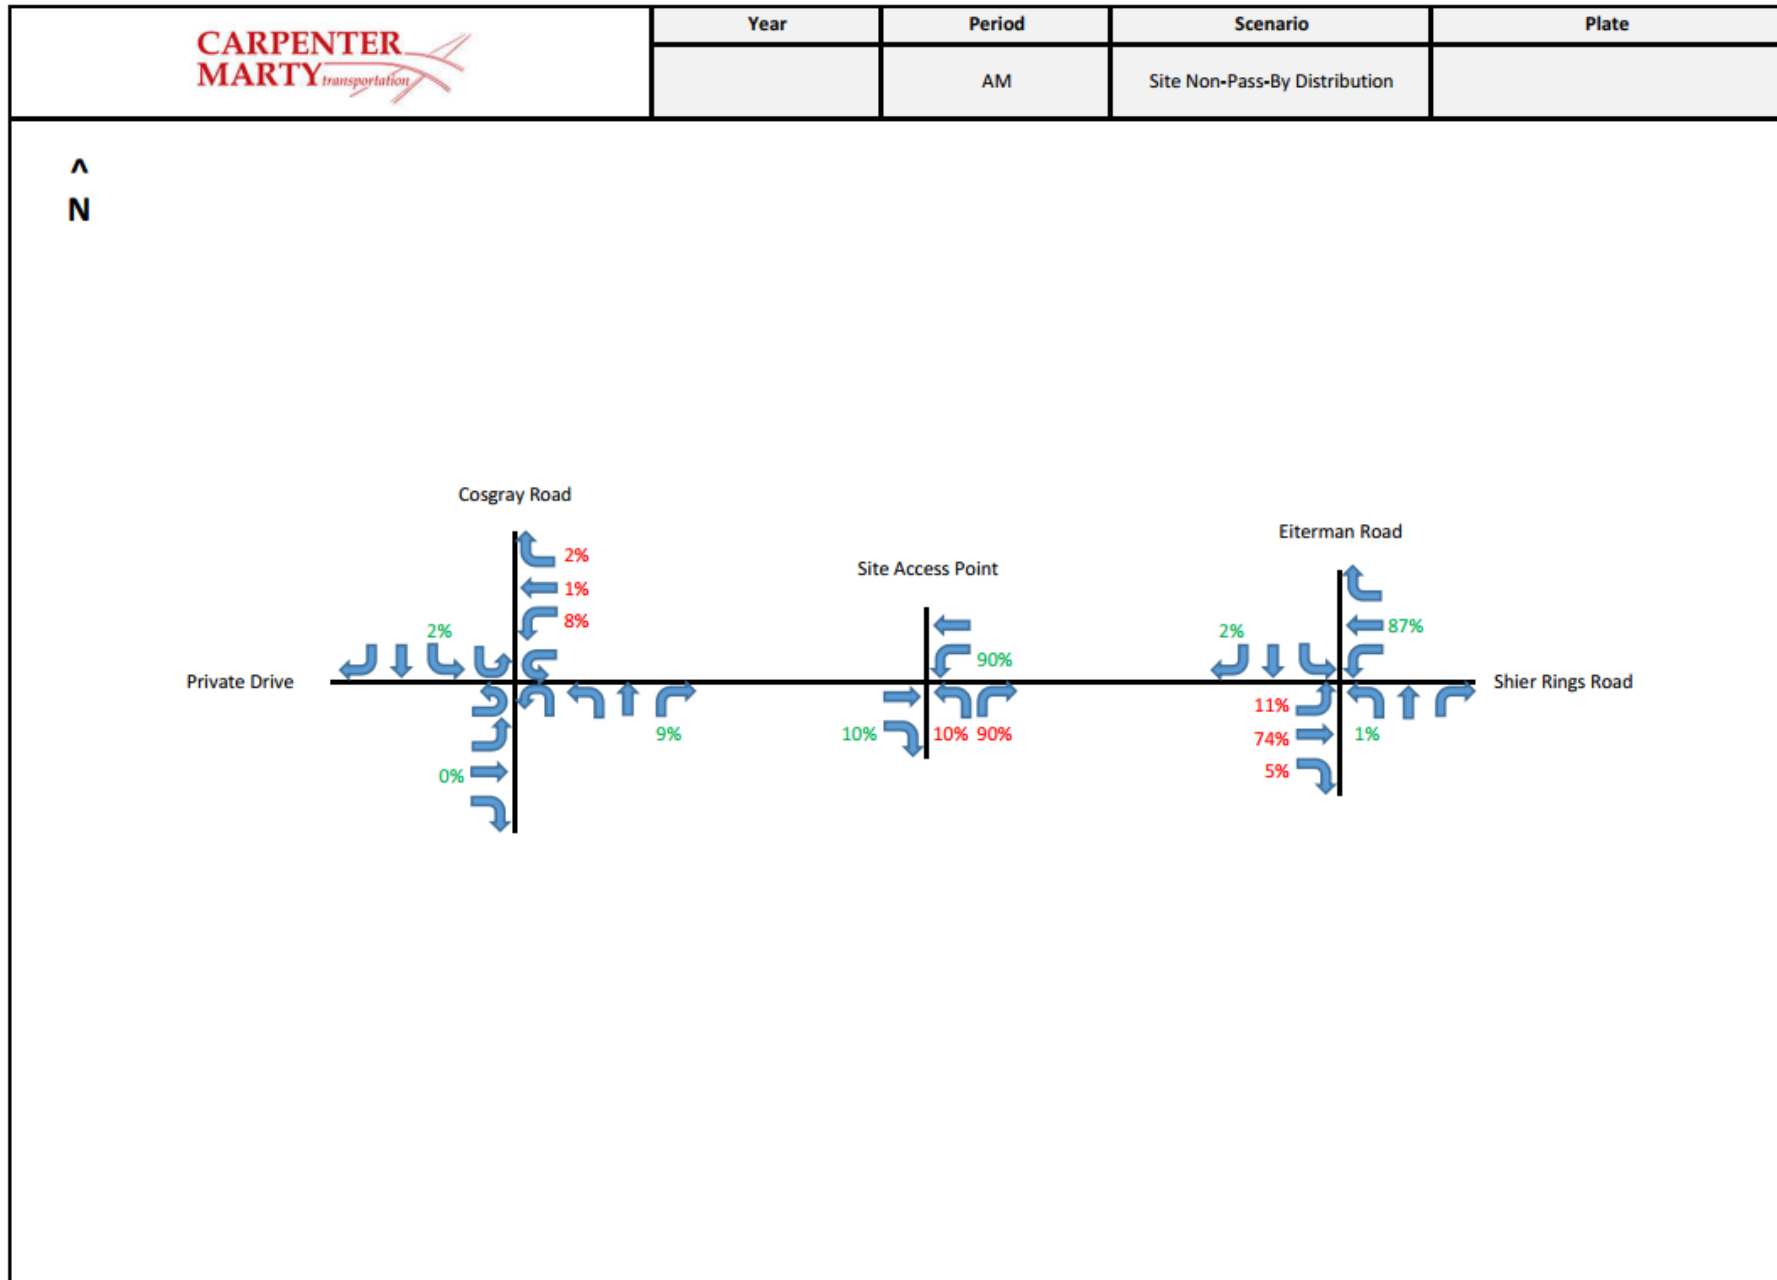 CARPENTER
MARTY transportation
Year Period Scenario Plate
AM Site Non-Pass-By Distribution
^
N
Cosgray Road
Eiterman Road
2%
Site Access Point
1%
8%
2%
2%
87%
90%
Private Drive
Shier Rings Road
11%
9%
10%
10% 90%
74%
1%
0%
5%